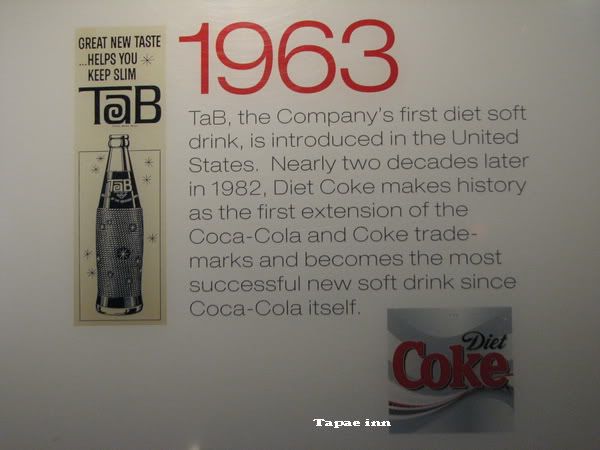 GREAT NEW TASTE
...HELPS YOU
KEEP SLIM
TaB
TaB
1963
TaB, the Company's first diet soft
drink, is introduced in the United
States. Nearly two decades later
in 1982, Diet Coke makes history
as the first extension of the
Coca-Cola and Coke trade-
marks and becomes the most
successful new soft drink since
Coca-Cola itself.
Diet
Coke
Tapae inn